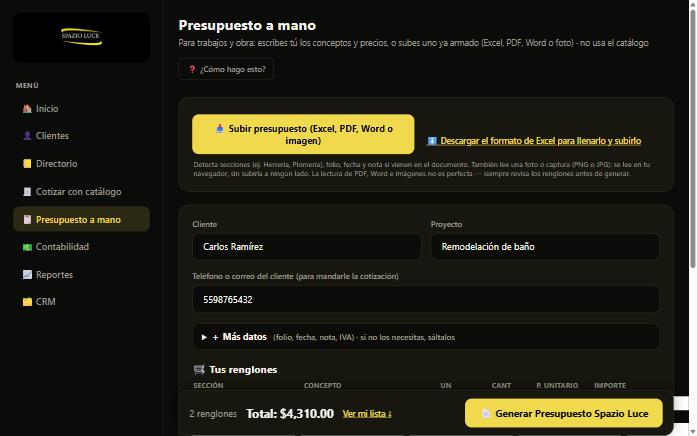 SPAZIO LUCE
MENÚ
Inicio
Clientes
Directorio
Cotizar con catálogo
Presupuesto a mano
Contabilidad
Reportes
CRM
Presupuesto a mano
Para trabajos y obra: escribes tú los conceptos y precios, o subes uno ya armado (Excel, PDF, Word o foto) · no usa el catálogo
❓ ¿Cómo hago esto?
Subir presupuesto (Excel, PDF, Word o
imagen)
Descargar el formato de Excel para llenarlo y subirlo
Detecta secciones (ej. Herrería, Plomería), folio, fecha y nota si vienen en el documento. También lee una foto o captura (PNG o JPG): se lee en tu
navegador, sin subirla a ningún lado. La lectura de PDF, Word e imágenes no es perfecta — siempre revisa los renglones antes de generar.
Cliente
Proyecto
Carlos Ramírez
Remodelación de baño
Teléfono o correo del cliente (para mandarle la cotización)
5598765432
▶ + Más datos (folio, fecha, nota, IVA) · si no los necesitas, sáltalos
Tus renglones
SECCIÓN CONCEPTO UN CANT P. UNITARIO IMPORTE
2 renglones Total: $4,310.00 Ver mi lista ↓
Generar Presupuesto Spazio Luce